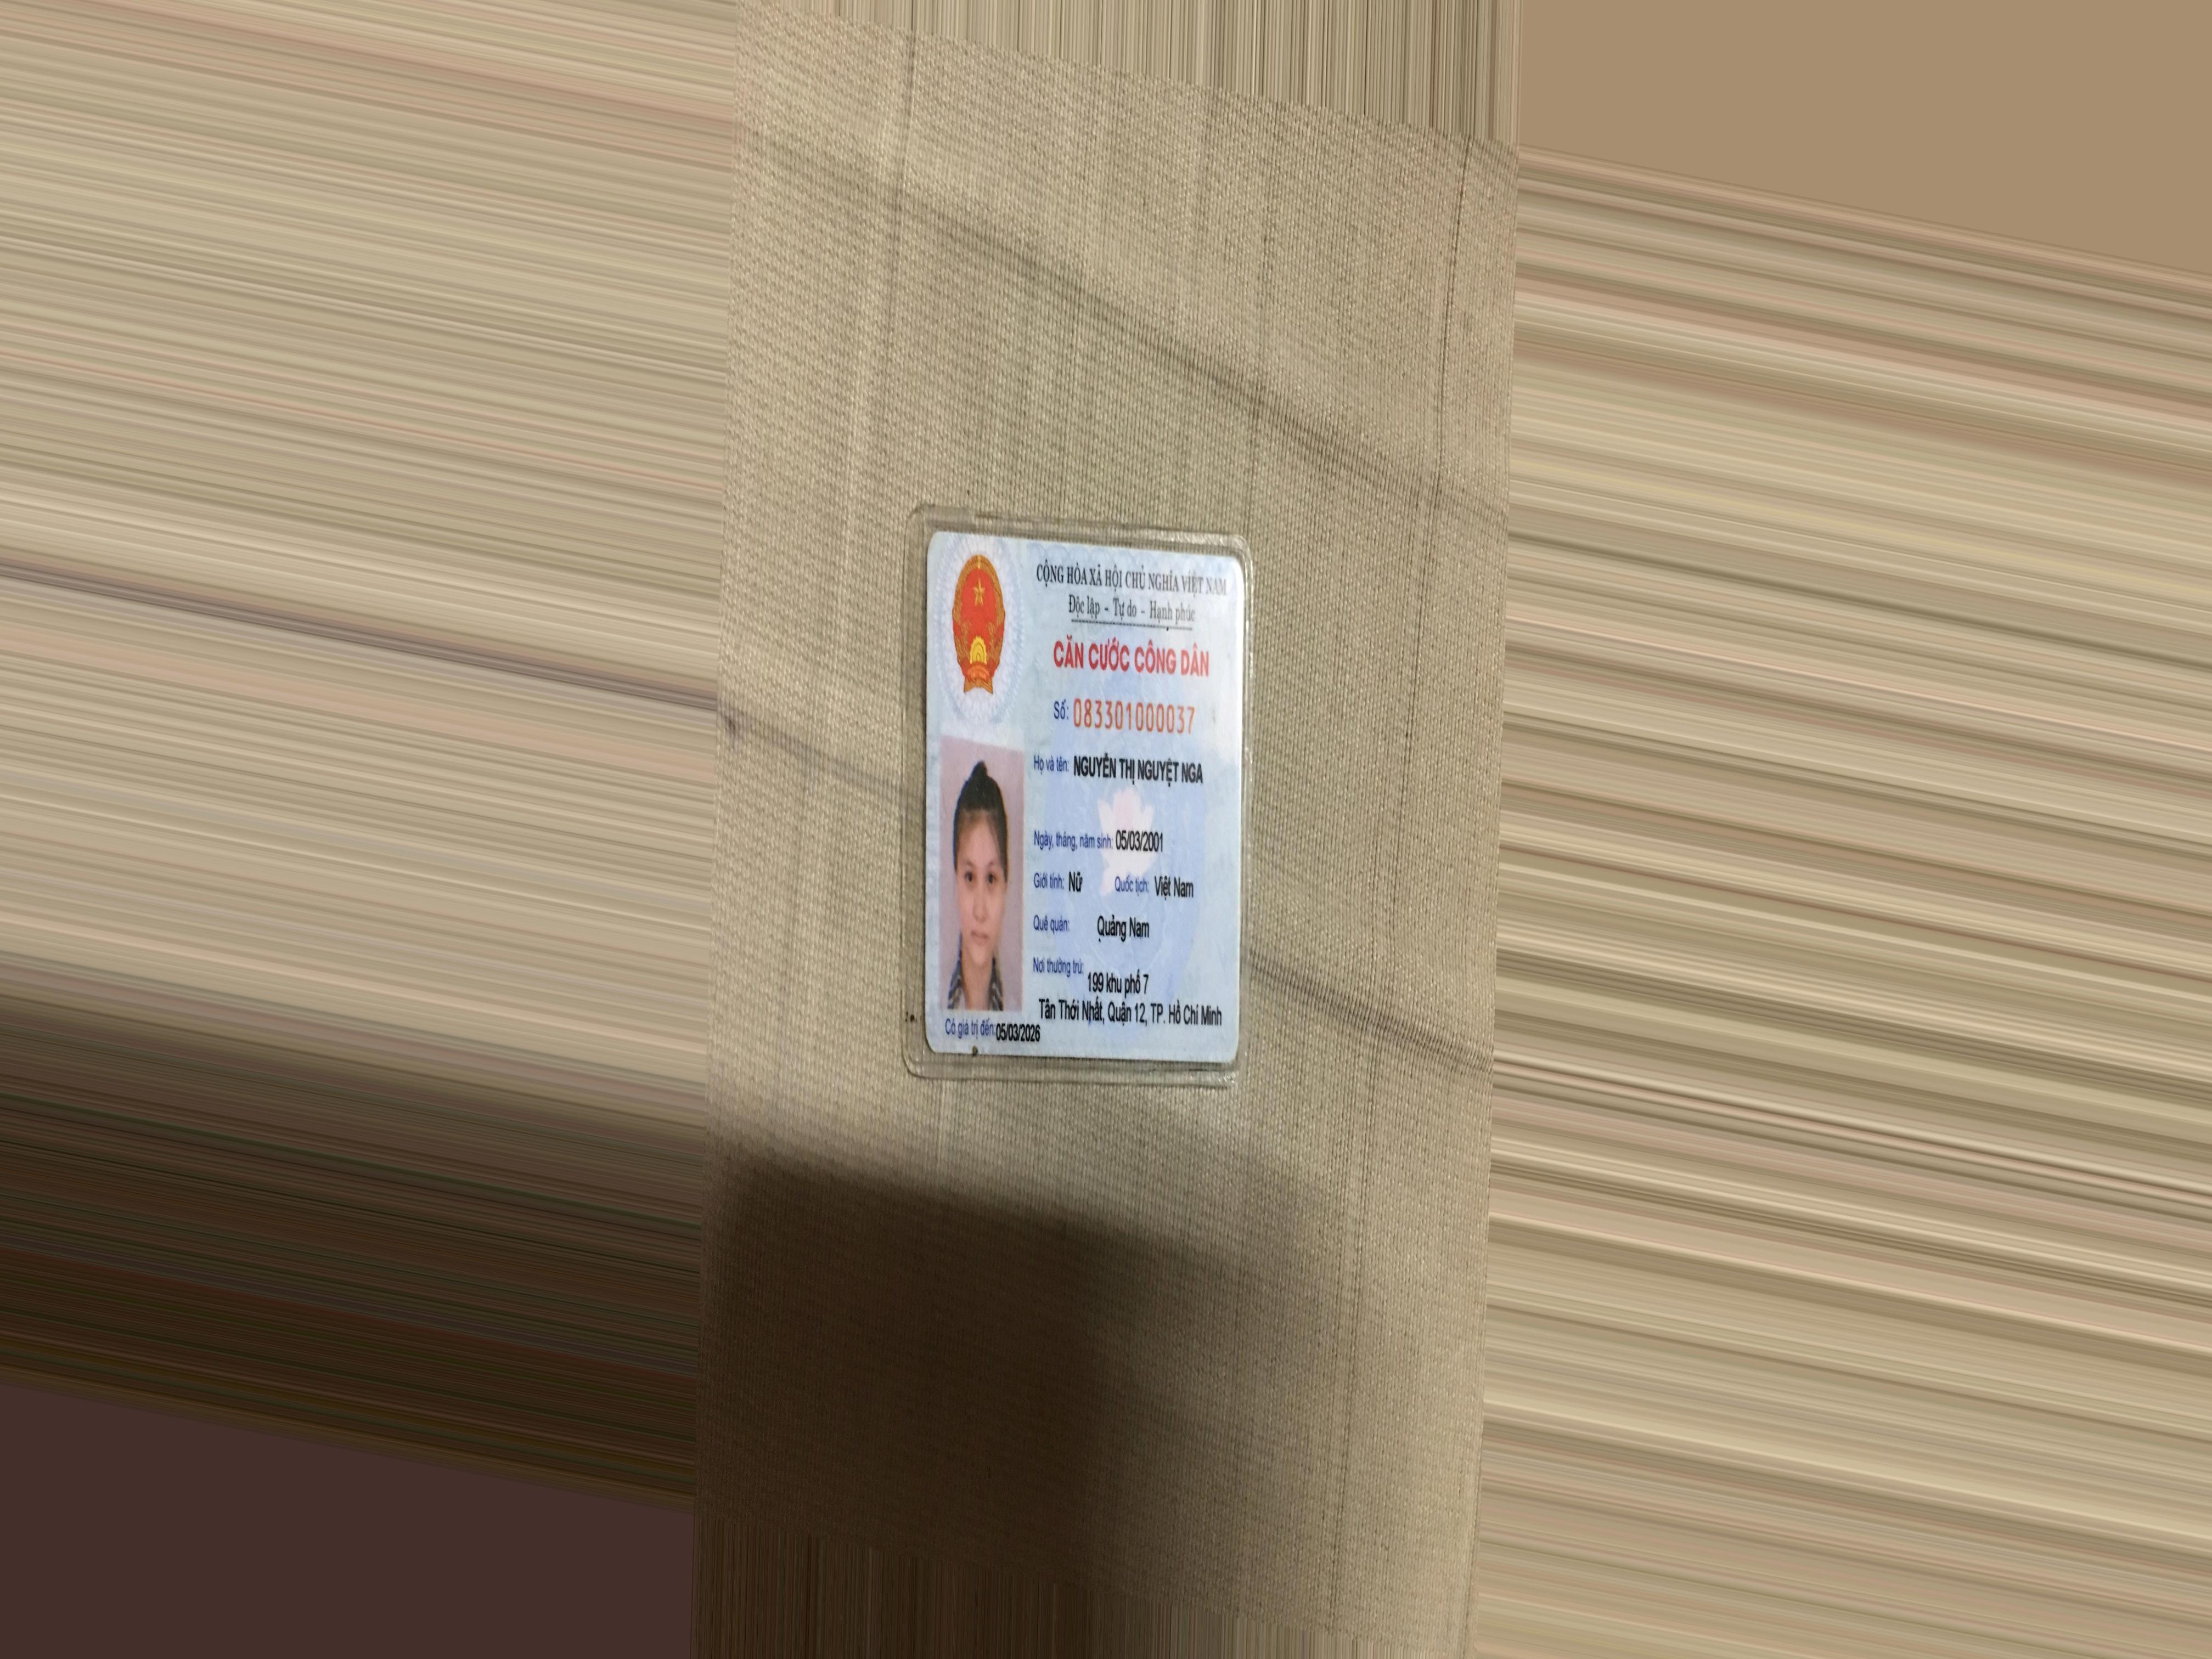 CỘNG HÒA XÃ HỘI CHỦ NGHĨA VIỆT NAM
Độc lập - Tự do - Hạnh phúc
CĂN CƯỚC CÔNG DÂN
Số: 083301000037
Họ và tên: NGUYỄN THỊ NGUYỆT NGA
Ngày, tháng, năm sinh: 05/03/2001
Giới tính: Nữ Quốc tịch: Việt Nam
Quê quán: Quảng Nam
Nơi thường trú: 199 khu phố 7
Tân Thới Nhất, Quận 12, TP. Hồ Chí Minh
Có giá trị đến: 05/03/2026